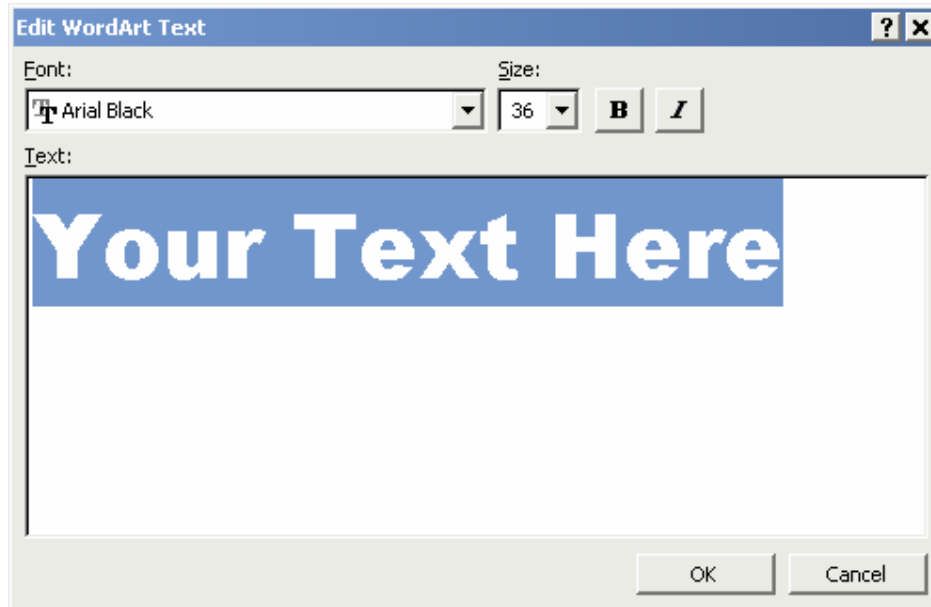 Edit WordArt Text
Font: Size:
Arial Black 36 B I
Text:
Your Text Here
OK Cancel